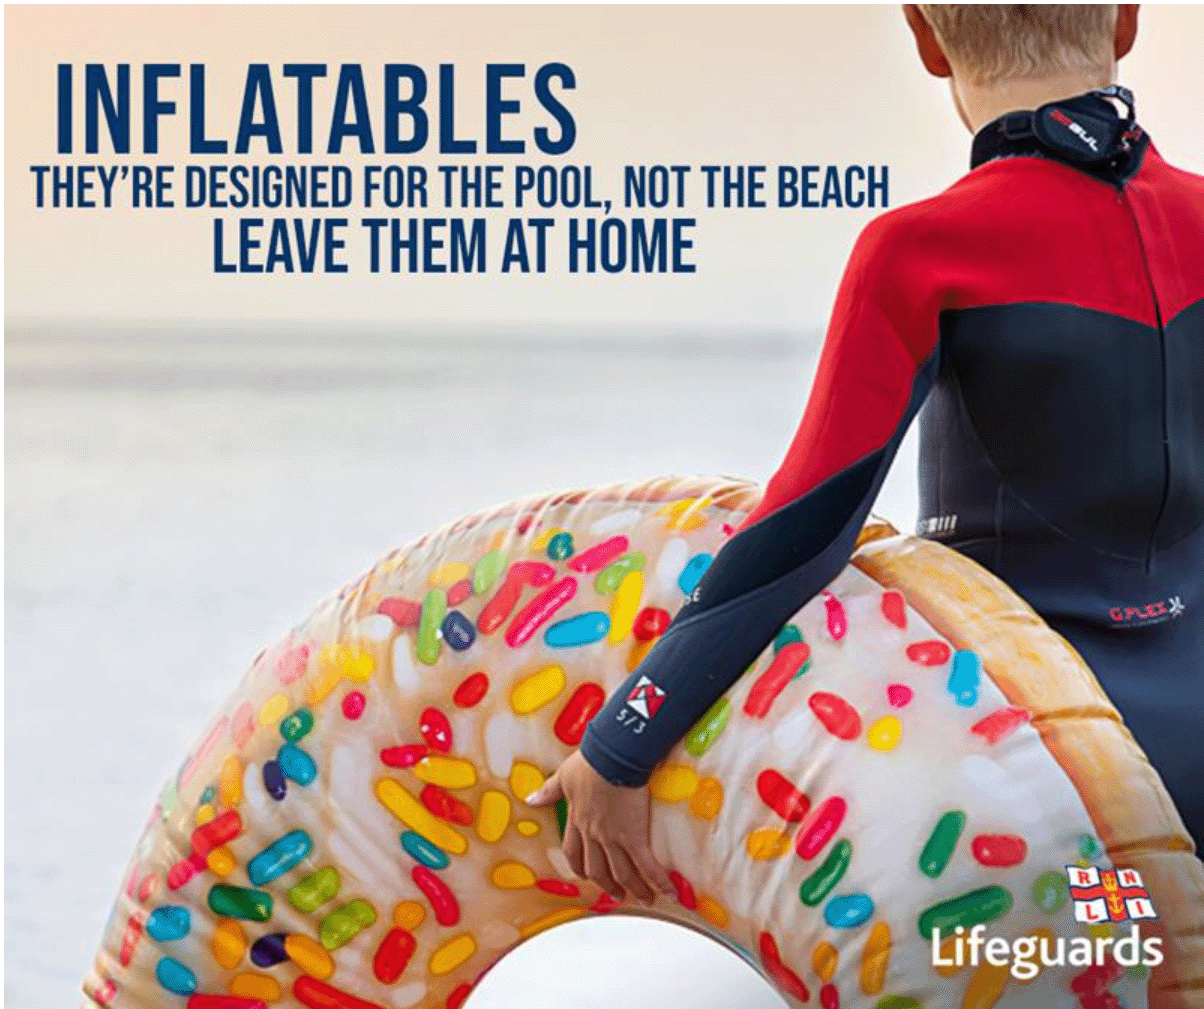 INFLATABLES
THEY'RE DESIGNED FOR THE POOL, NOT THE BEACH
LEAVE THEM AT HOME
GUL
G FLEX X
5/3
R N
L I
Lifeguards